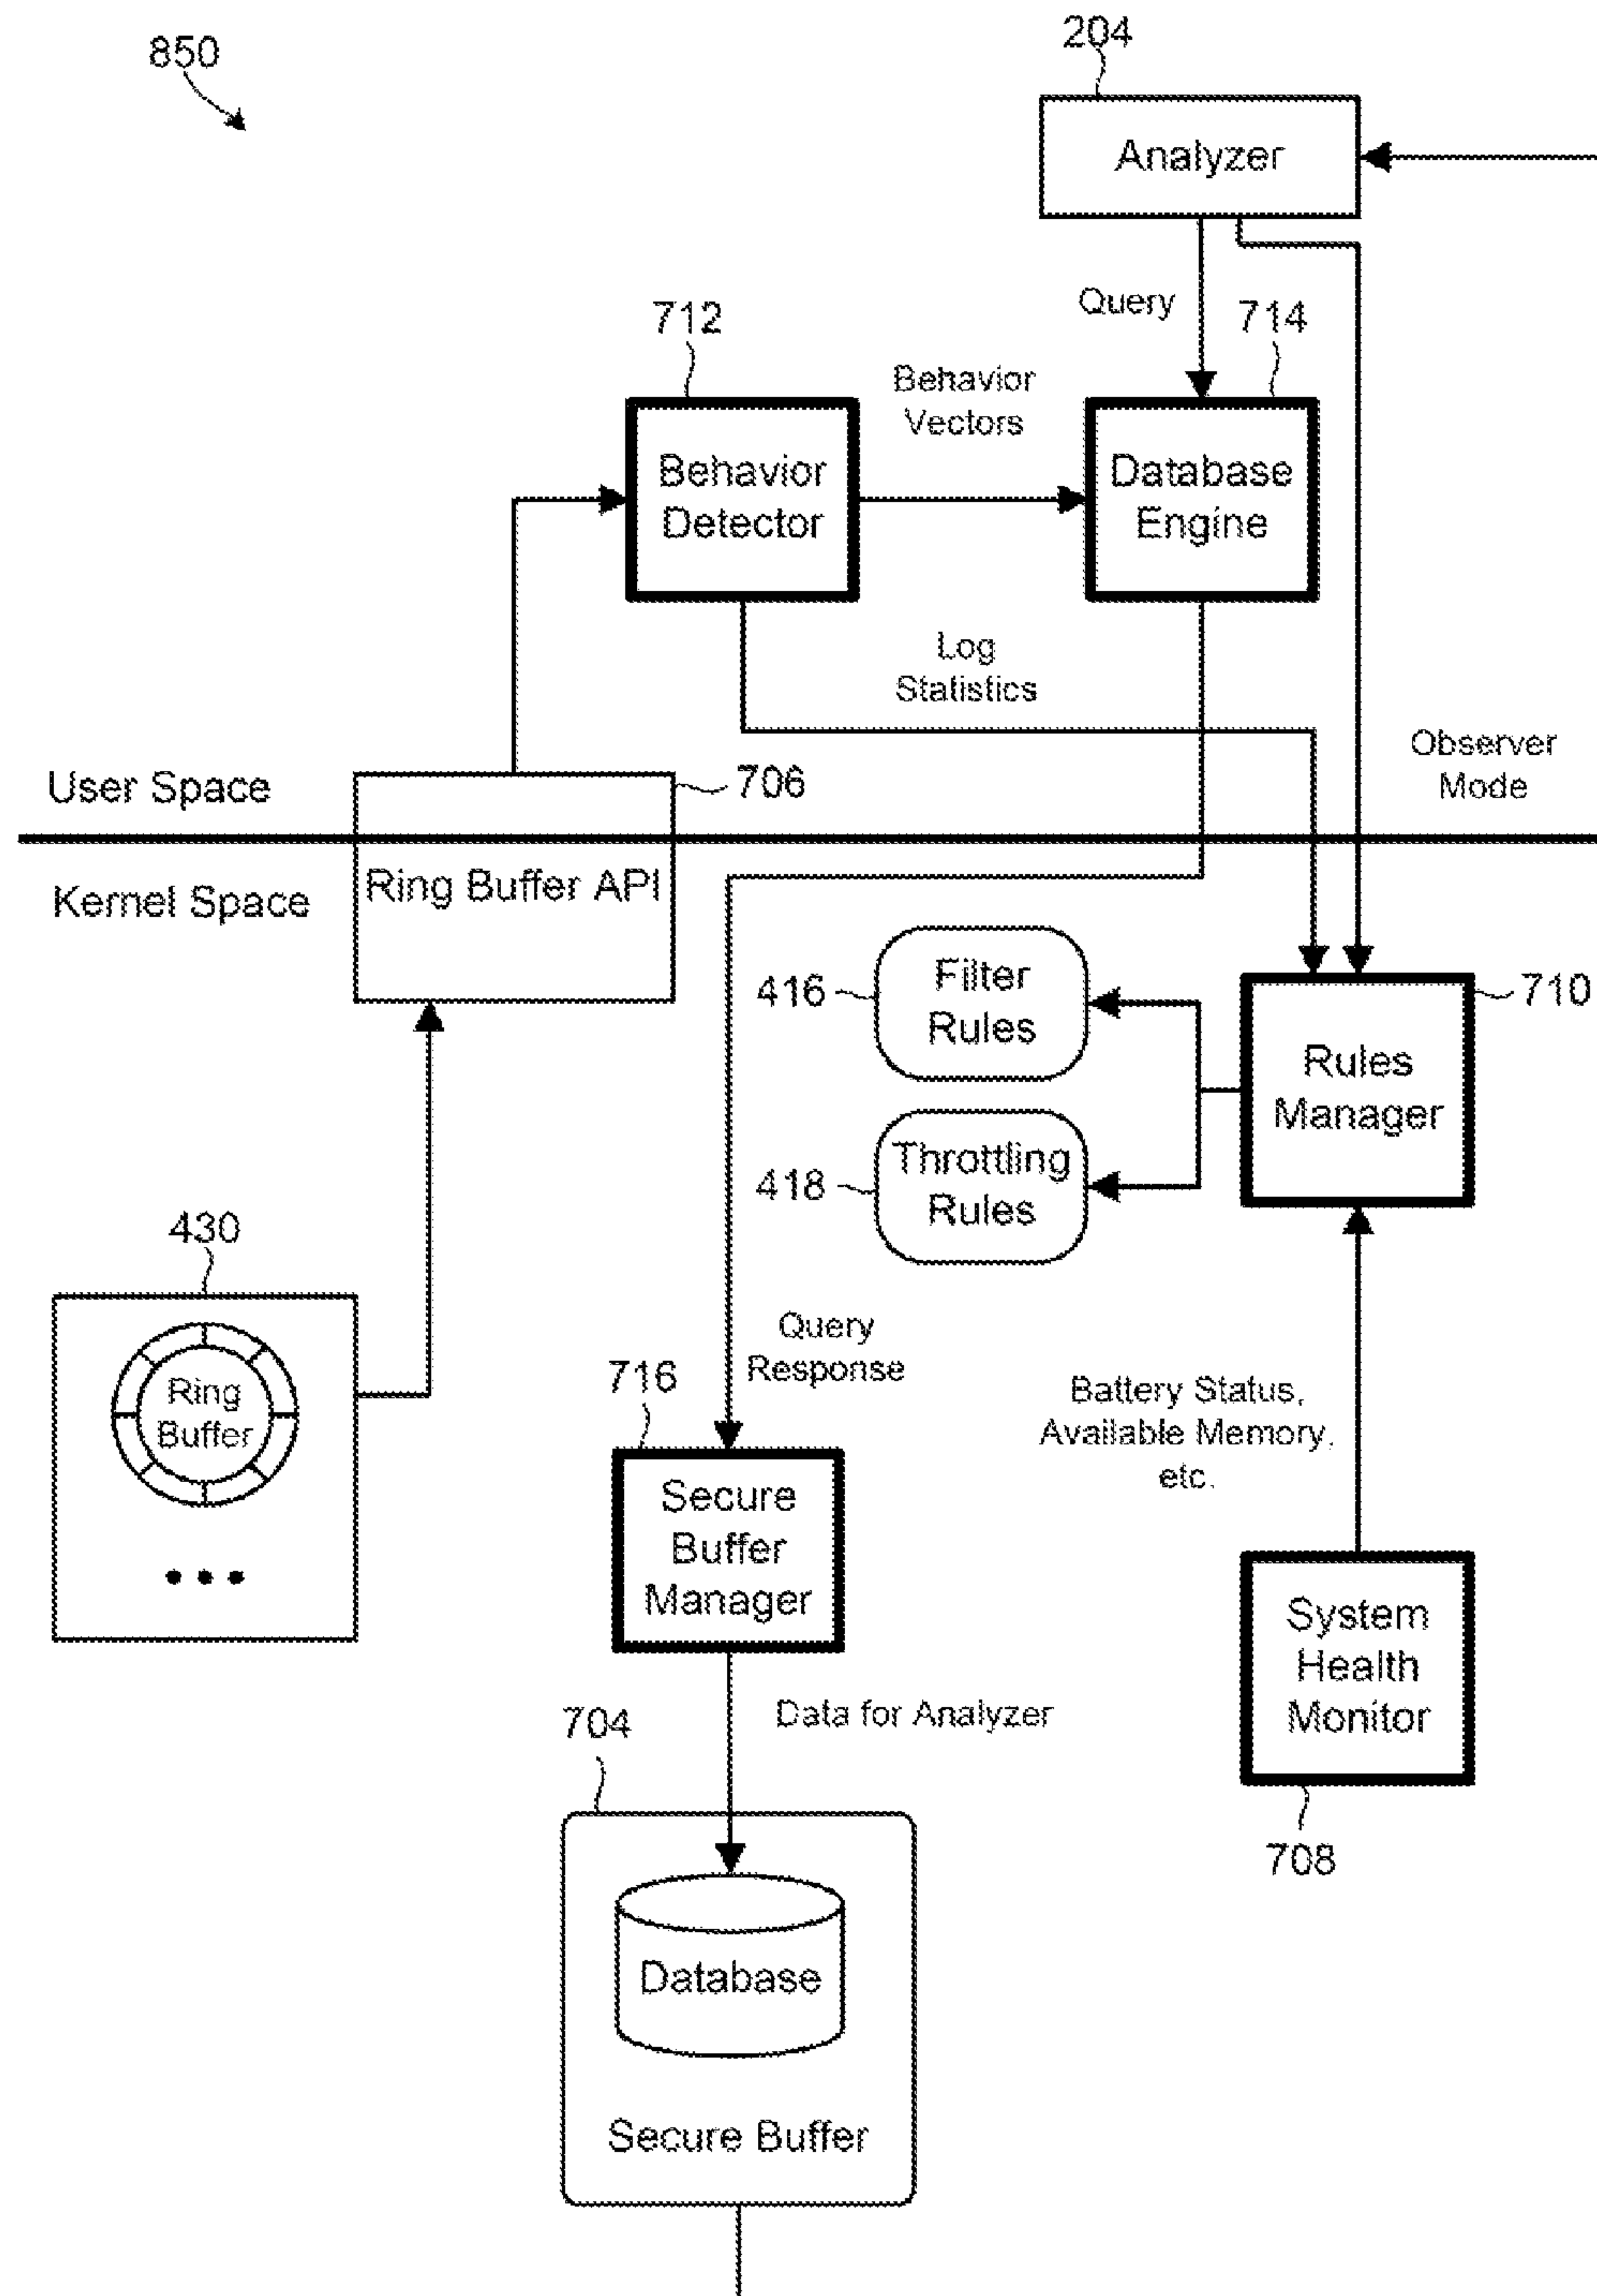 850
204
Analyzer
Query
712
714
Behavior
Vectors
Behavior
Detector
Database
Engine
Log
Statistics
Observer
Mode
User Space
706
Kernel Space
Ring Buffer API
416
Filter
Rules
710
Rules
Manager
418
Throttling
Rules
430
Ring
Buffer
Query
Response
716
Battery Status,
Available Memory,
etc.
Secure
Buffer
Manager
System
Health
Monitor
704
Data for Analyzer
708
Database
Secure Buffer